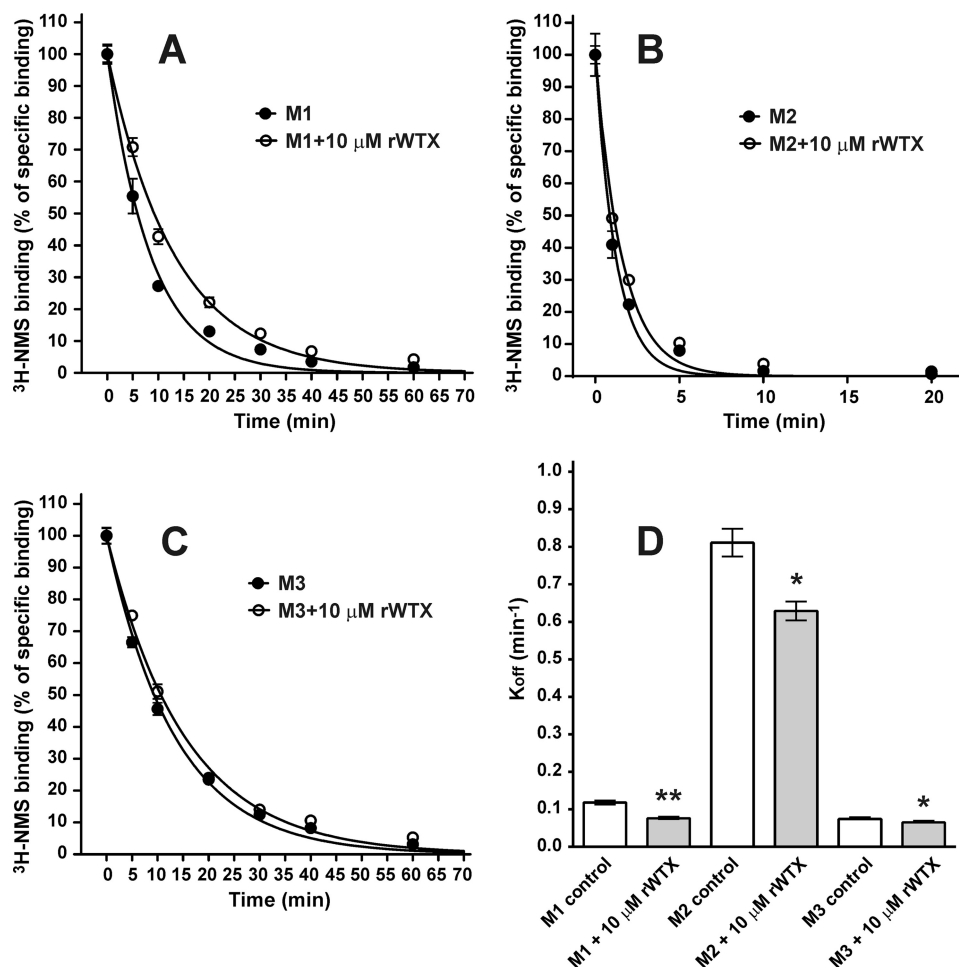 110
100
90
80
70
60
50
40
30
20
10
0
³H-NMS binding (% of specific binding)
A
M1
M1+10 µM rWTX
0 5 10 15 20 25 30 35 40 45 50 55 60 65 70
Time (min)
110
100
90
80
70
60
50
40
30
20
10
0
³H-NMS binding (% of specific binding)
B
M2
M2+10 µM rWTX
0 5 10 15 20
Time (min)
110
100
90
80
70
60
50
40
30
20
10
0
³H-NMS binding (% of specific binding)
C
M3
M3+10 µM rWTX
0 5 10 15 20 25 30 35 40 45 50 55 60 65 70
Time (min)
1.0
0.9
0.8
0.7
0.6
0.5
0.4
0.3
0.2
0.1
0.0
Koff (min⁻¹)
D
**
*
*
M1 control
M1 + 10 µM rWTX
M2 control
M2 + 10 µM rWTX
M3 control
M3 + 10 µM rWTX